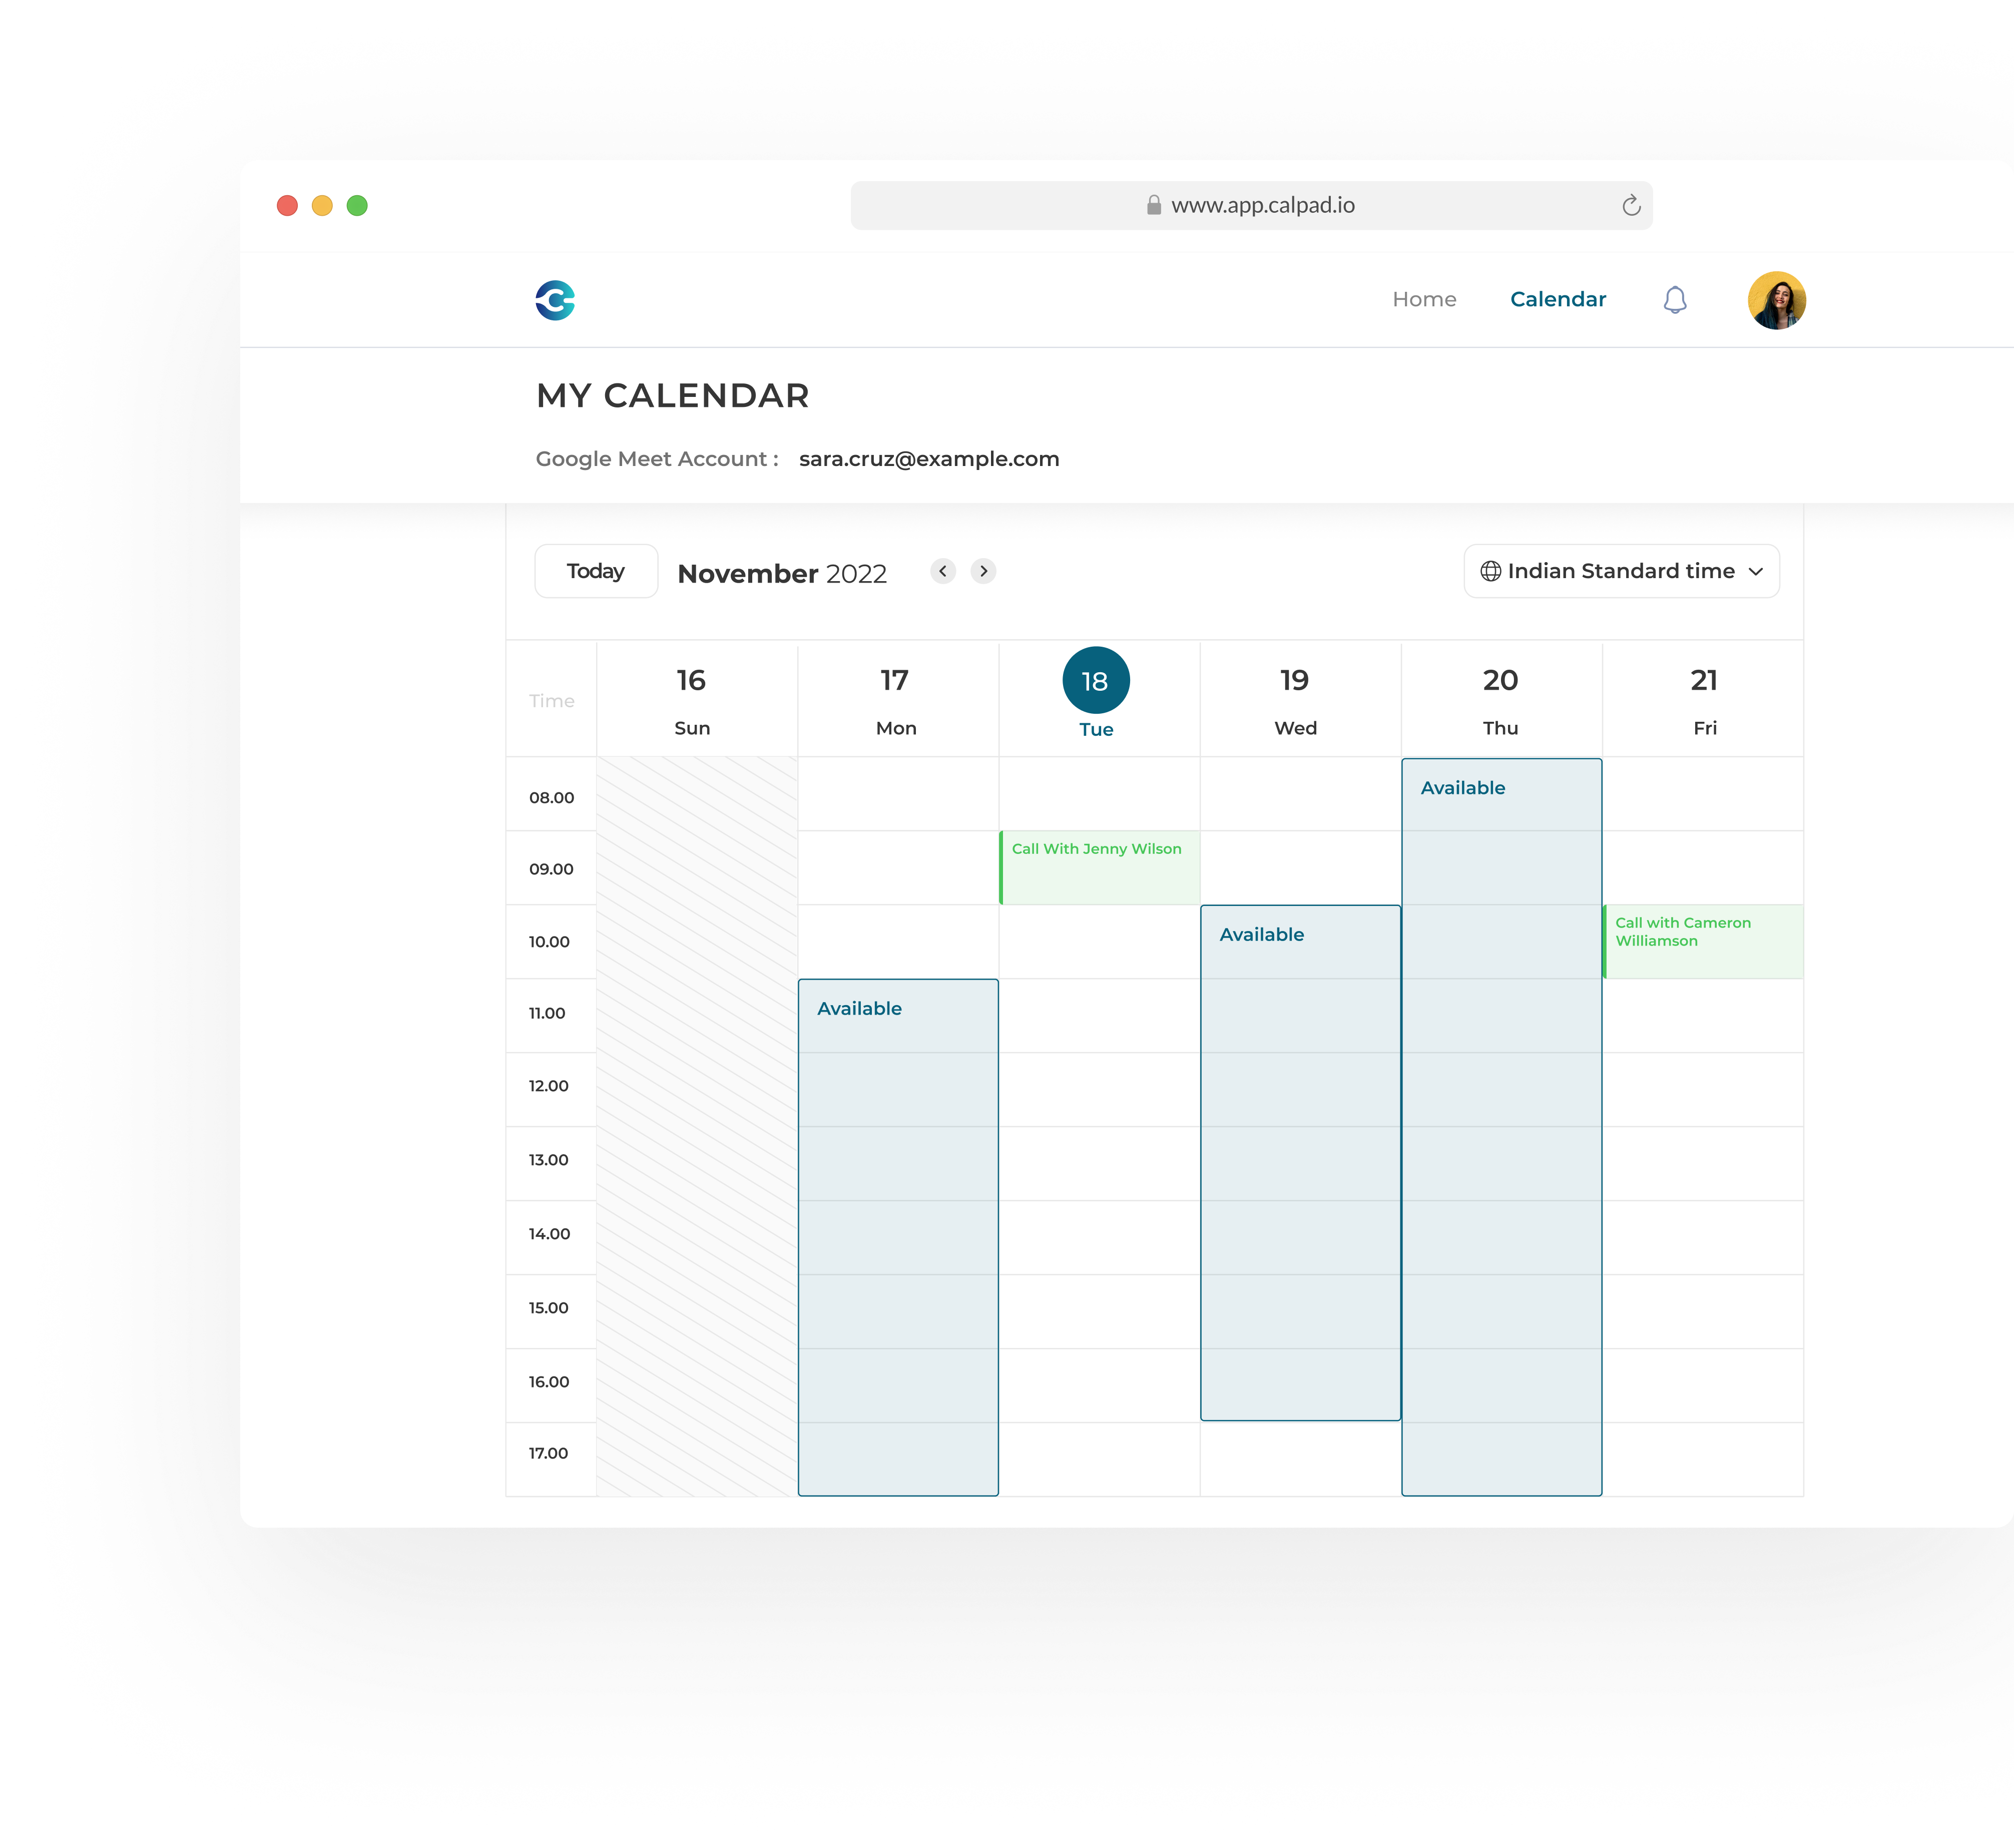 www.app.calpad.io
Home
Calendar
MY CALENDAR
Google Meet Account : sara.cruz@example.com
Today
November 2022
Indian Standard time
Time
16
17
18
19
20
21
Sun
Mon
Tue
Wed
Thu
Fri
08.00
Available
09.00
Call With Jenny Wilson
10.00
Available
Call with Cameron
Williamson
11.00
Available
12.00
13.00
14.00
15.00
16.00
17.00